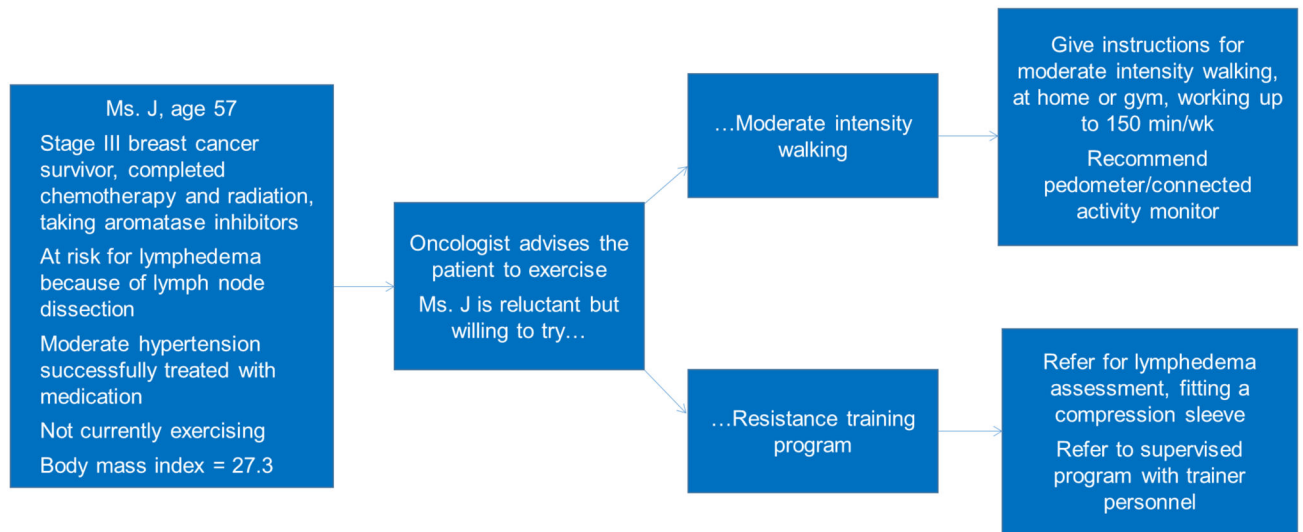 Ms. J, age 57
Stage III breast cancer
survivor, completed
chemotherapy and radiation,
taking aromatase inhibitors
At risk for lymphedema
because of lymph node
dissection
Moderate hypertension
successfully treated with
medication
Not currently exercising
Body mass index = 27.3
Oncologist advises the
patient to exercise
Ms. J is reluctant but
willing to try…
…Moderate intensity
walking
Give instructions for
moderate intensity walking,
at home or gym, working up
to 150 min/wk
Recommend
pedometer/connected
activity monitor
…Resistance training
program
Refer for lymphedema
assessment, fitting a
compression sleeve
Refer to supervised
program with trainer
personnel